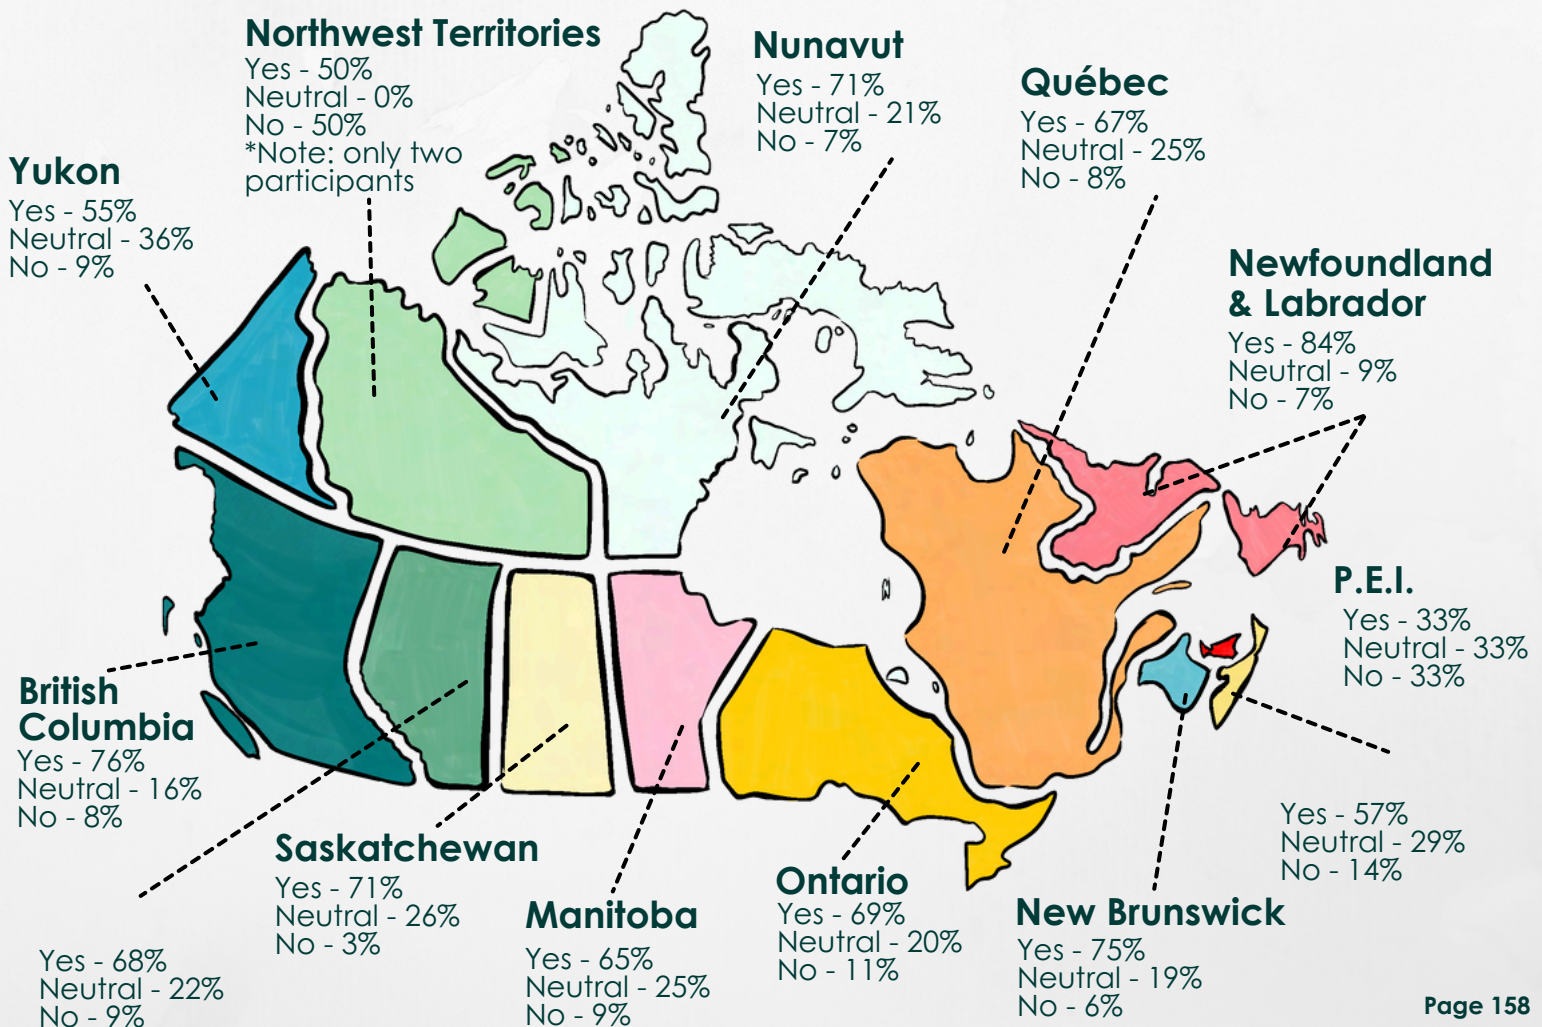 Northwest Territories
Yes - 50%
Neutral - 0%
No - 50%
*Note: only two
participants
Nunavut
Yes - 71%
Neutral - 21%
No - 7%
Québec
Yes - 67%
Neutral - 25%
No - 8%
Yukon
Yes - 55%
Neutral - 36%
No - 9%
Newfoundland
& Labrador
Yes - 84%
Neutral - 9%
No - 7%
P.E.I.
Yes - 33%
Neutral - 33%
No - 33%
British
Columbia
Yes - 76%
Neutral - 16%
No - 8%
Yes - 57%
Neutral - 29%
No - 14%
Saskatchewan
Yes - 71%
Neutral - 26%
No - 3%
Ontario
Yes - 69%
Neutral - 20%
No - 11%
Manitoba
Yes - 65%
Neutral - 25%
No - 9%
New Brunswick
Yes - 75%
Neutral - 19%
No - 6%
Yes - 68%
Neutral - 22%
No - 9%
Page 158